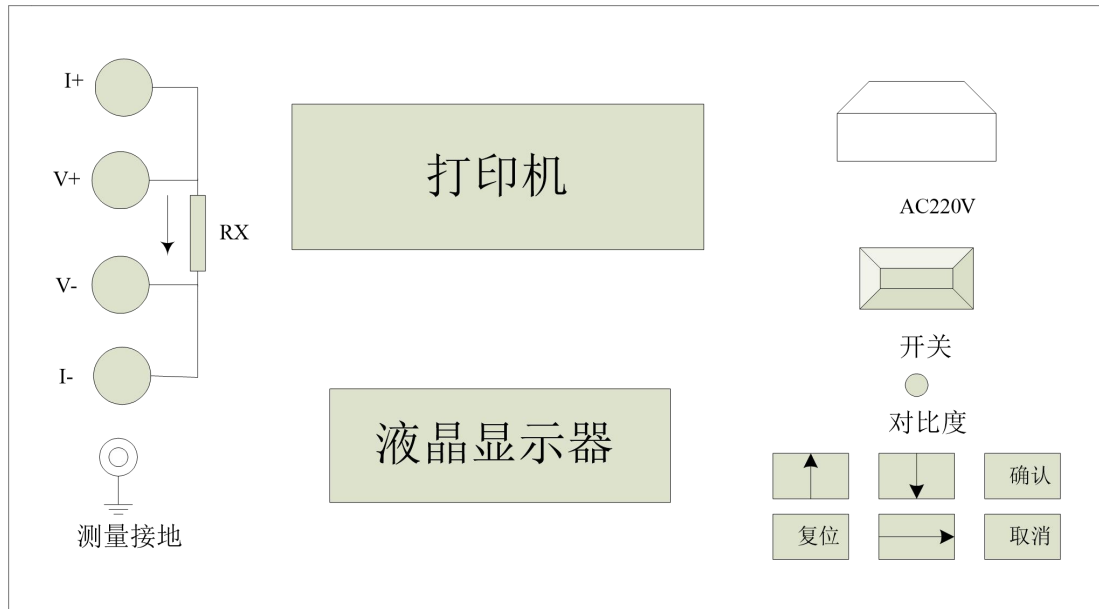 I+
V+
RX
V-
I-
测量接地
打印机
液晶显示器
AC220V
开关
对比度
确认
复位
取消